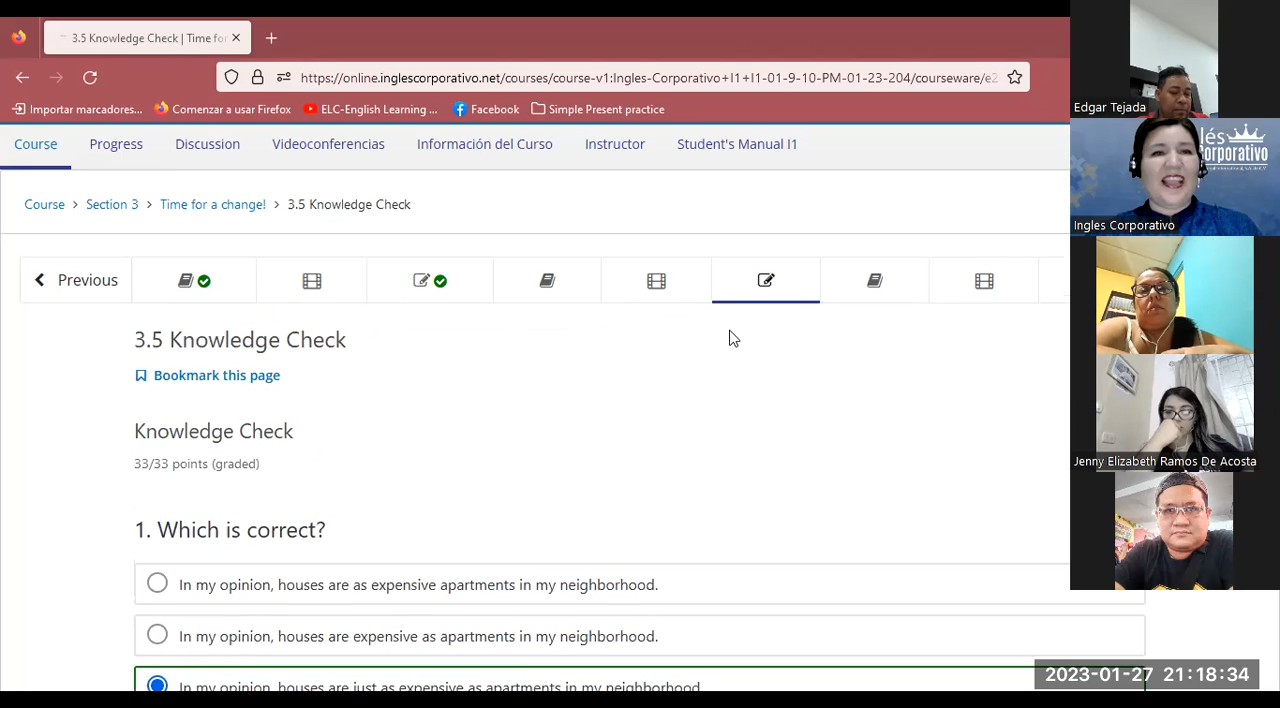 3.5 Knowledge Check | Time for
https://online.inglescorporativo.net/courses/course-v1:Ingles-Corporativo+I1+I1-01-9-10-PM-01-23-204/courseware/e2
Importar marcadores... Comenzar a usar Firefox ELC-English Learning ... Facebook Simple Present practice
Course Progress Discussion Videoconferencias Información del Curso Instructor Student's Manual I1
Course > Section 3 > Time for a change! > 3.5 Knowledge Check
Previous
3.5 Knowledge Check
Bookmark this page
Knowledge Check
33/33 points (graded)
1. Which is correct?
In my opinion, houses are as expensive apartments in my neighborhood.
In my opinion, houses are expensive as apartments in my neighborhood.
In my opinion, houses are just as expensive as apartments in my neighborhood.
Edgar Tejada
lés
orporativo
Ingles Corporativo
Jenny Elizabeth Ramos De Acosta
2023-01-27 21:18:34